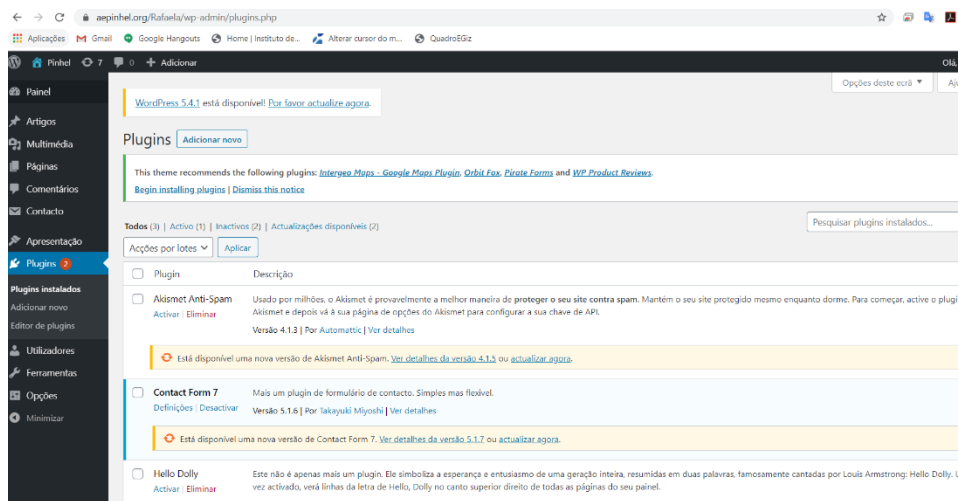 aepinhel.org/Rafaela/wp-admin/plugins.php
Aplicações M Gmail Google Hangouts Home | Instituto de... Alterar cursor do m... QuadroEGiz
Pinhel 7 0 + Adicionar Olá,
Opções deste ecrã
Painel
Artigos
Multimédia
Páginas
Comentários
Contacto
Apresentação
Plugins 2
Plugins instalados
Adicionar novo
Editor de plugins
Utilizadores
Ferramentas
Opções
Minimizar
WordPress 5.4.1 está disponível! Por favor actualize agora.
Plugins Adicionar novo
This theme recommends the following plugins: Intergeo Maps - Google Maps Plugin, Orbit Fox, Pirate Forms and WP Product Reviews.
Begin installing plugins | Dismiss this notice
Todos (3) | Activo (1) | Inactivos (2) | Actualizações disponíveis (2)
Pesquisar plugins instalados...
Acções por lotes Aplicar
Plugin Descrição
Akismet Anti-Spam
Activar | Eliminar
Usado por milhões, o Akismet é provavelmente a melhor maneira de proteger o seu site contra spam. Mantém o seu site protegido mesmo enquanto dorme. Para começar, active o plugi
Akismet e depois vá à sua página de opções do Akismet para configurar a sua chave de API.
Versão 4.1.3 | Por Automattic | Ver detalhes
Está disponível uma nova versão de Akismet Anti-Spam. Ver detalhes da versão 4.1.5 ou actualizar agora.
Contact Form 7
Definições | Desactivar
Mais um plugin de formulário de contacto. Simples mas flexível.
Versão 5.1.6 | Por Takayuki Miyoshi | Ver detalhes
Está disponível uma nova versão de Contact Form 7. Ver detalhes da versão 5.1.7 ou actualizar agora.
Hello Dolly
Activar | Eliminar
Este não é apenas mais um plugin. Ele simboliza a esperança e entusiasmo de uma geração inteira, resumidas em duas palavras, famosamente cantadas por Louis Armstrong: Hello Dolly.
vez activado, verá linhas da letra de Hello, Dolly no canto superior direito de todas as páginas do seu painel.